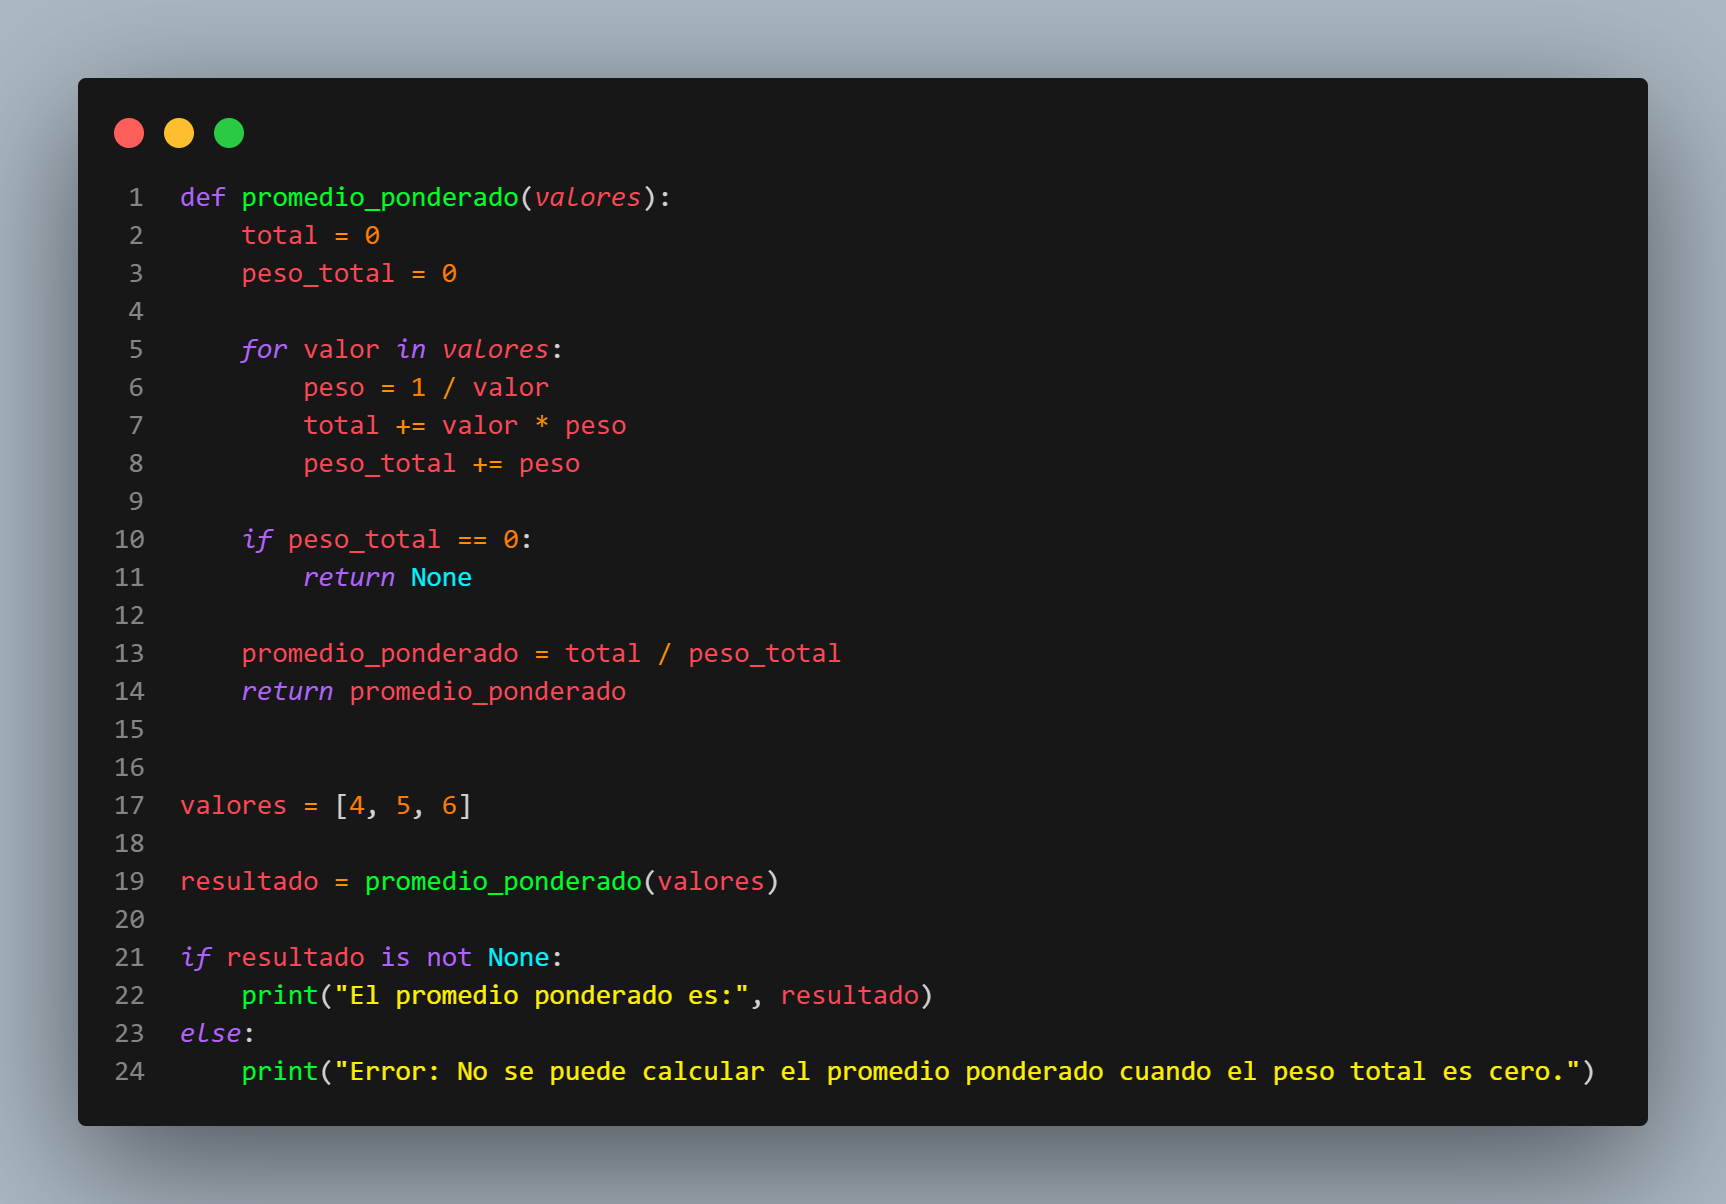 1 def promedio_ponderado(valores):
2     total = 0
3     peso_total = 0
4
5     for valor in valores:
6         peso = 1 / valor
7         total += valor * peso
8         peso_total += peso
9
10     if peso_total == 0:
11         return None
12
13     promedio_ponderado = total / peso_total
14     return promedio_ponderado
15
16
17 valores = [4, 5, 6]
18
19 resultado = promedio_ponderado(valores)
20
21 if resultado is not None:
22     print("El promedio ponderado es:", resultado)
23 else:
24     print("Error: No se puede calcular el promedio ponderado cuando el peso total es cero.")